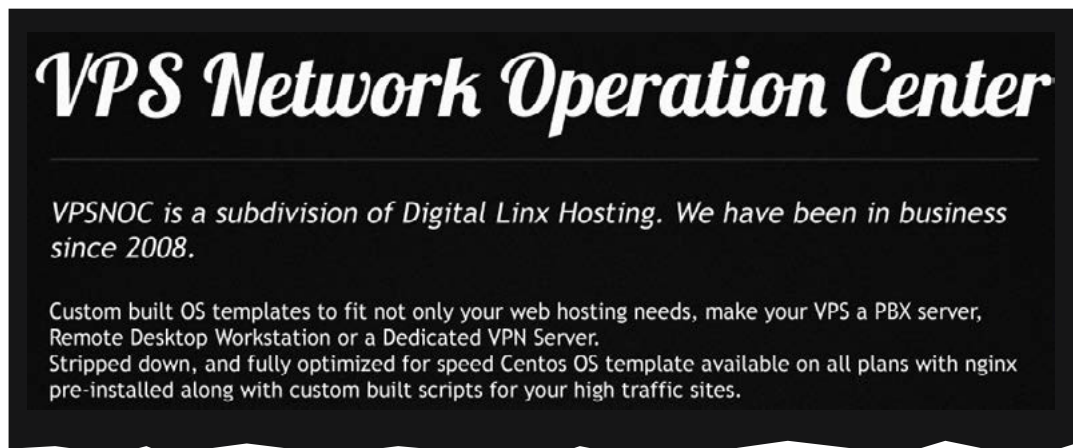 VPS Network Operation Center
VPSNOC is a subdivision of Digital Linx Hosting. We have been in business
since 2008.
Custom built OS templates to fit not only your web hosting needs, make your VPS a PBX server,
Remote Desktop Workstation or a Dedicated VPN Server.
Stripped down, and fully optimized for speed Centos OS template available on all plans with nginx
pre-installed along with custom built scripts for your high traffic sites.